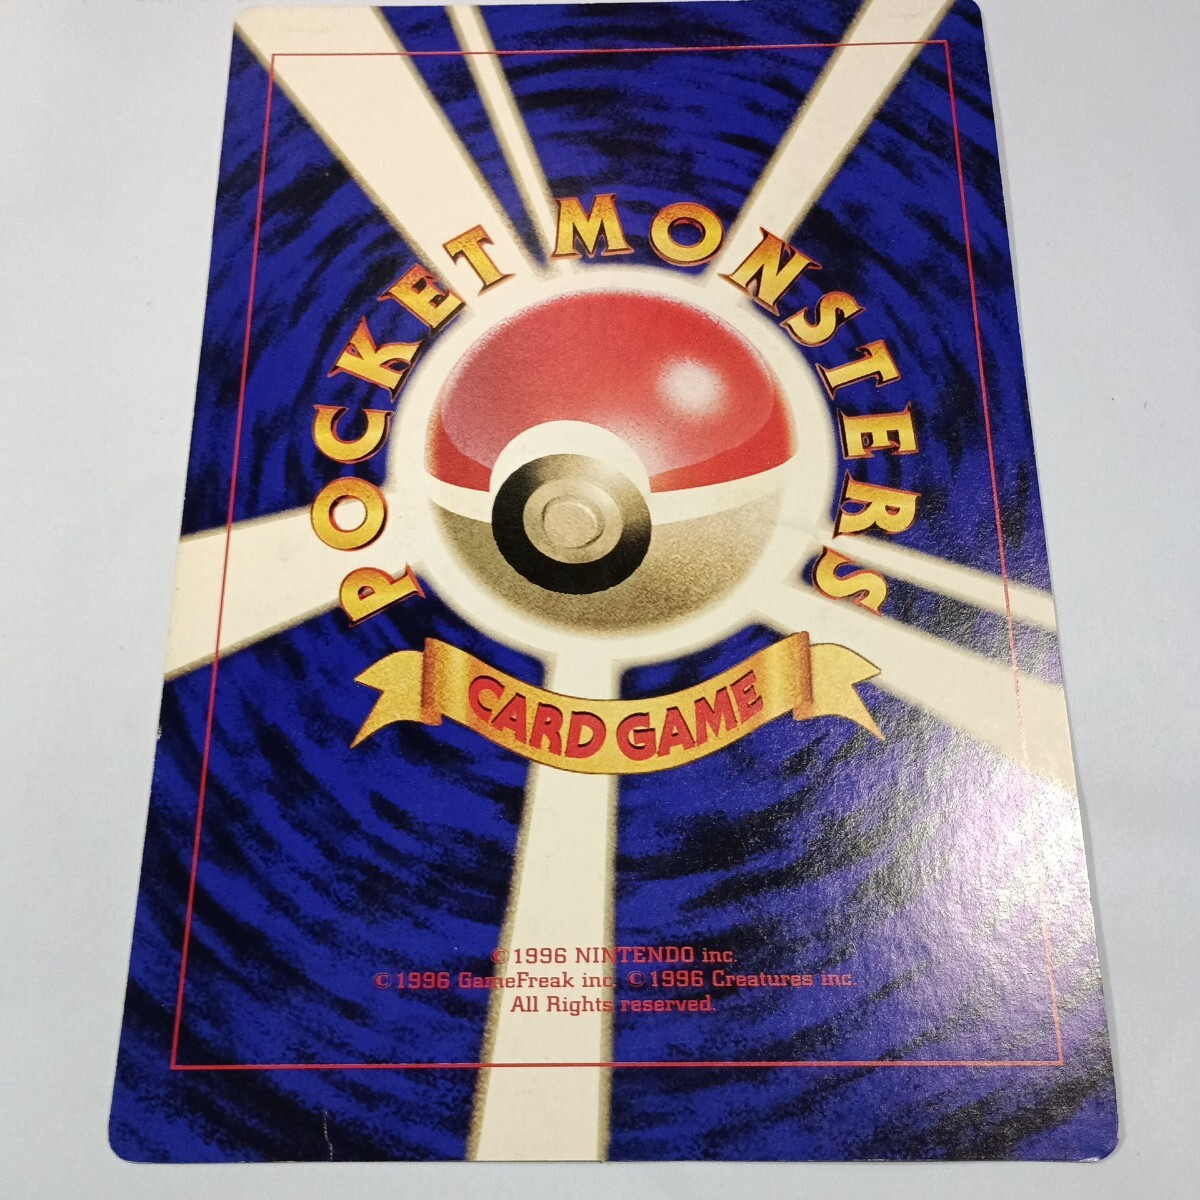 POCKET MONSTERS
CARD GAME
© 1996 NINTENDO inc.
© 1996 GameFreak inc. © 1996 Creatures inc.
All Rights reserved.